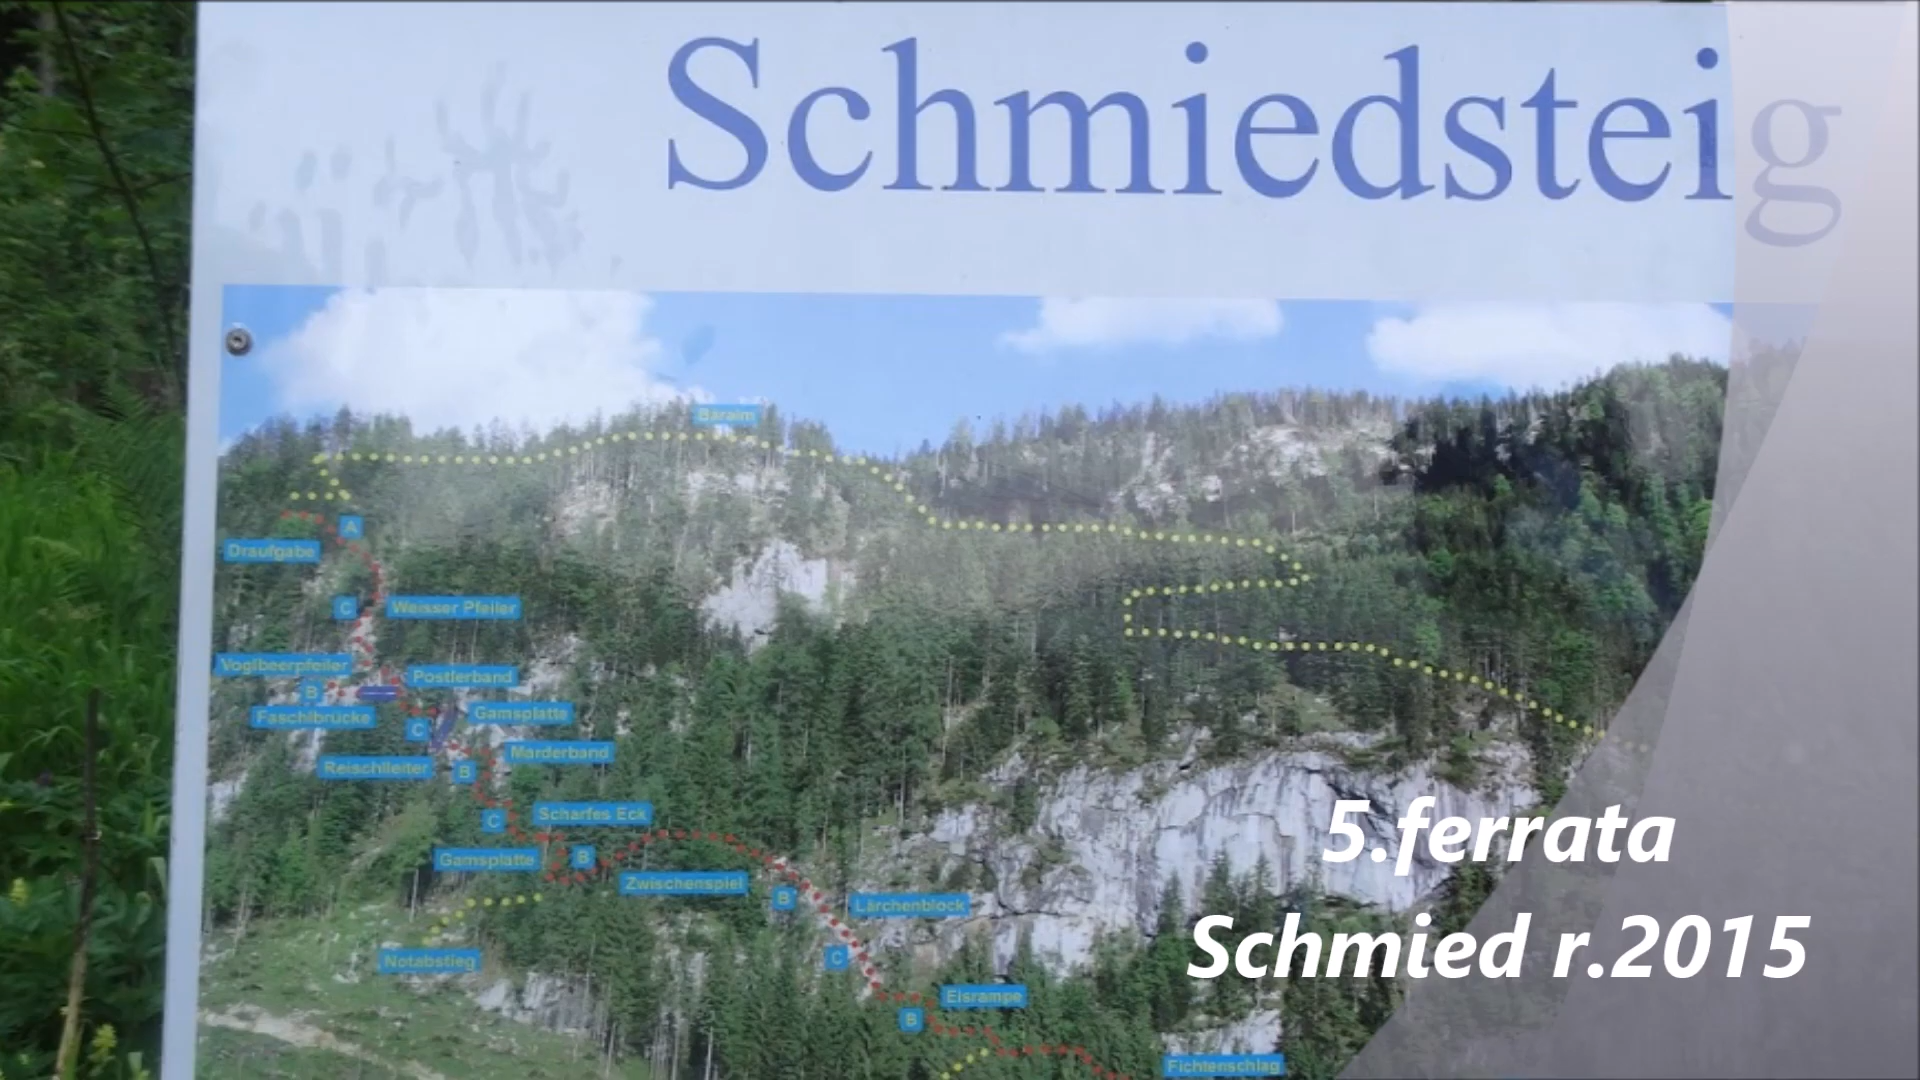 Schmiedsteig
Baraim
A
Draufgabe
C
Weisser Pfeiler
Voglbeerpfeiler
Postlerband
B
Faschlbrücke
Gamsplatte
C
Marderband
Reischlleiter
B
Scharfes Eck
C
Gamsplatte
B
Zwischenspiel
B
Lärchenblock
Notabstieg
C
Eisrampe
B
Fichtenschlag
5.ferrata
Schmied r.2015